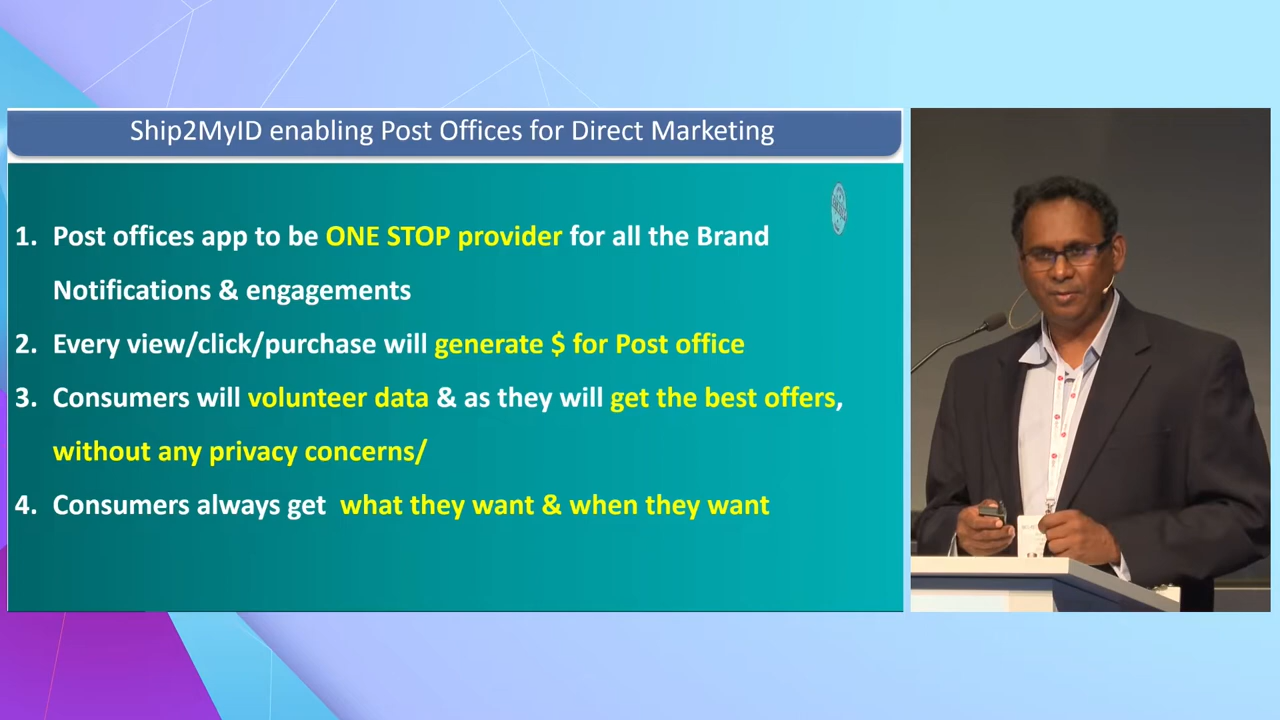 Ship2MyID enabling Post Offices for Direct Marketing
1. Post offices app to be ONE STOP provider for all the Brand
Notifications & engagements
2. Every view/click/purchase will generate $ for Post office
3. Consumers will volunteer data & as they will get the best offers,
without any privacy concerns/
4. Consumers always get what they want & when they want